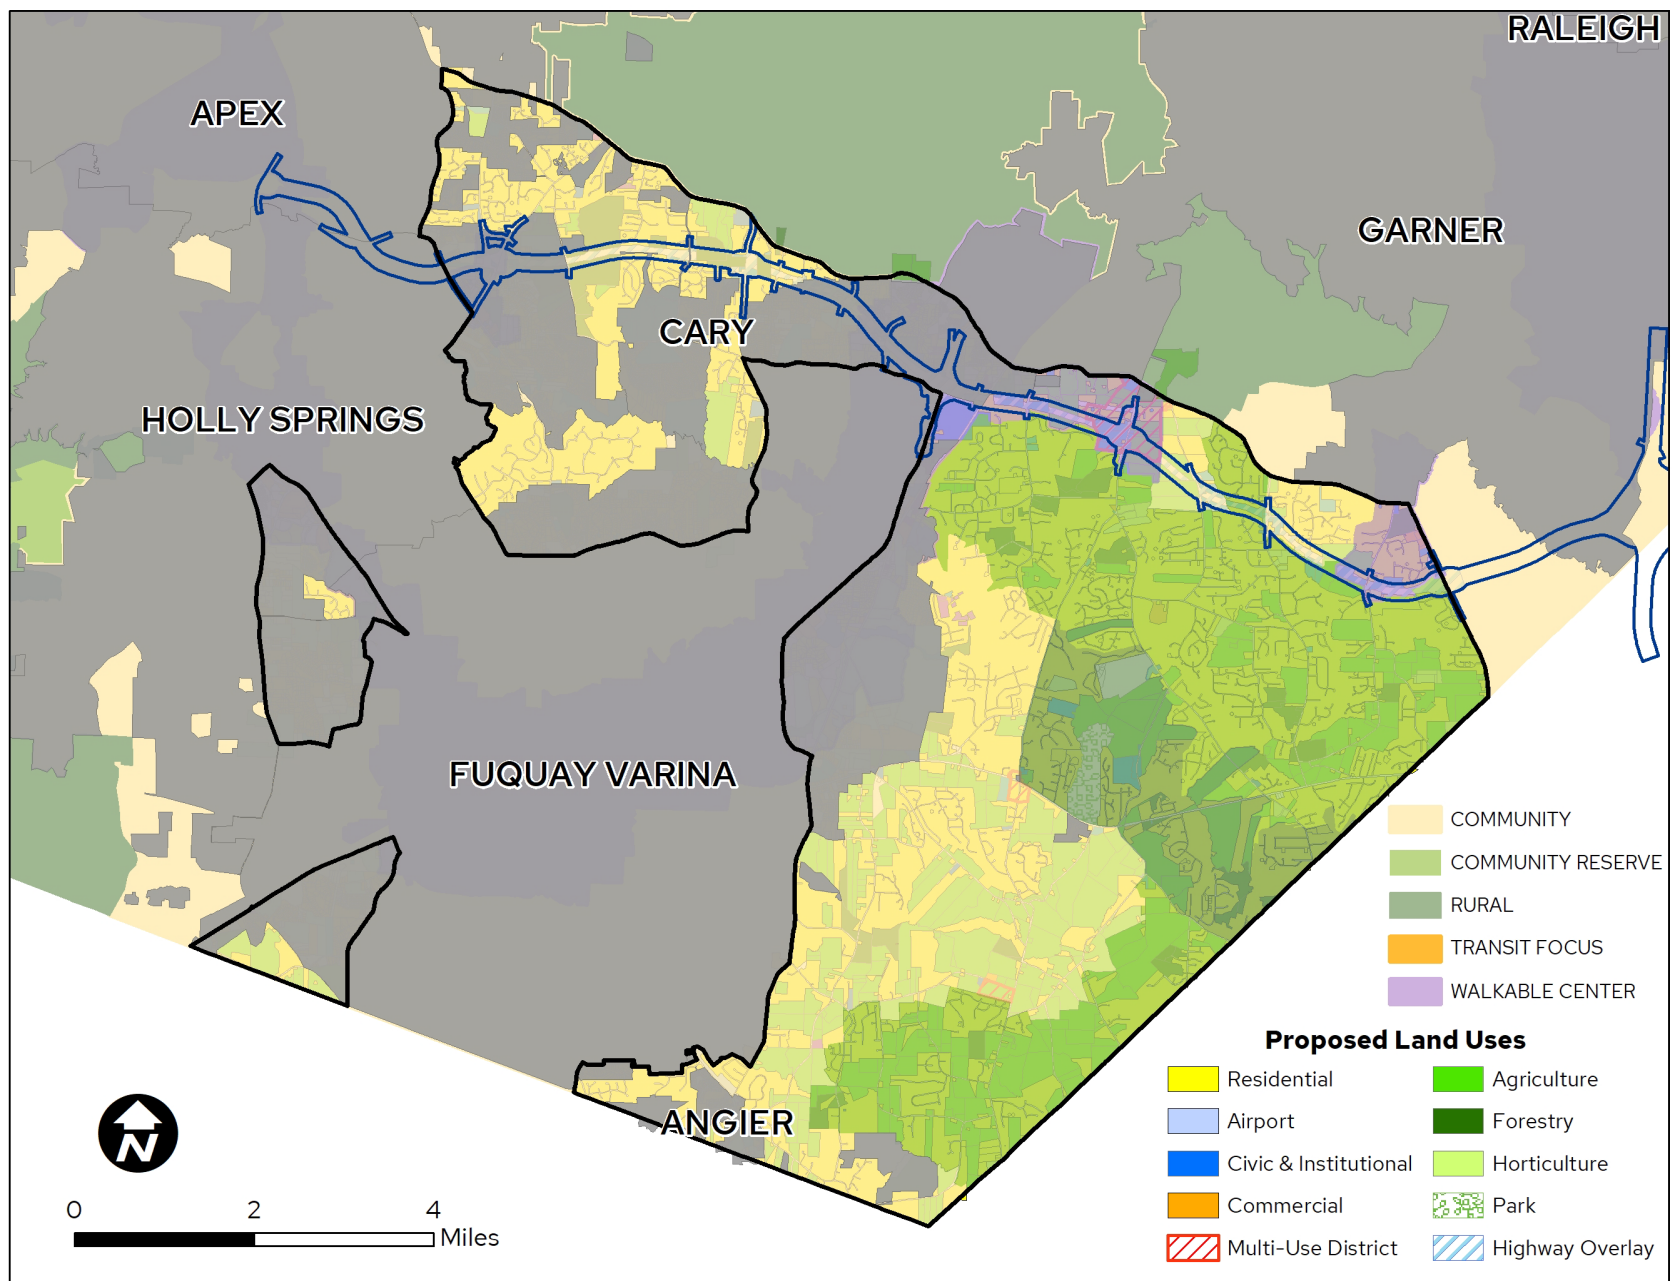 RALEIGH
APEX
GARNER
CARY
HOLLY SPRINGS
FUQUAY VARINA
ANGIER
COMMUNITY
COMMUNITY RESERVE
RURAL
TRANSIT FOCUS
WALKABLE CENTER
Proposed Land Uses
Residential
Agriculture
Airport
Forestry
Civic & Institutional
Horticulture
Commercial
Park
Multi-Use District
Highway Overlay
N
0 2 4
Miles